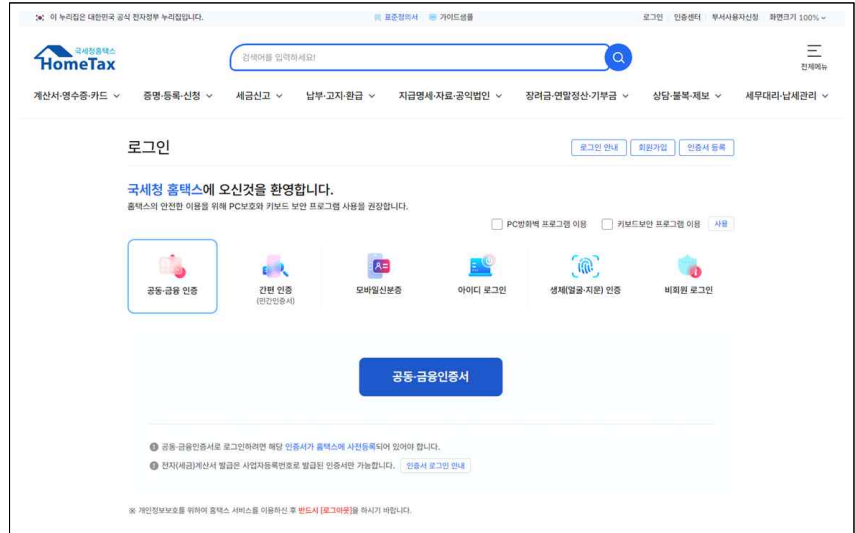 이 누리집은 대한민국 공식 전자정부 누리집입니다.
표준정의서 가이드샘플
로그인 인증센터 부서사용자신청 화면크기 100%
국세청홈택스
HomeTax
검색어를 입력하세요!
전체메뉴
계산서·영수증·카드 증명·등록·신청 세금신고 납부·고지·환급 지급명세·자료·공익법인 장려금·연말정산·기부금 상담·불복·제보 세무대리·납세관리
로그인
로그인 안내 회원가입 인증서 등록
국세청 홈택스에 오신것을 환영합니다.
홈택스의 안전한 이용을 위해 PC보호와 키보드 보안 프로그램 사용을 권장합니다.
PC방화벽 프로그램 이용 키보드보안 프로그램 이용 사용
공동·금융 인증
간편 인증
(민간인증서)
모바일신분증
아이디 로그인
생체(얼굴·지문) 인증
비회원 로그인
공동·금융인증서
공동·금융인증서로 로그인하려면 해당 인증서가 홈택스에 사전등록되어 있어야 합니다.
전자(세금)계산서 발급은 사업자등록번호로 발급된 인증서만 가능합니다. 인증서 로그인 안내
※ 개인정보보호를 위하여 홈택스 서비스를 이용하신 후 반드시 [로그아웃]을 하시기 바랍니다.